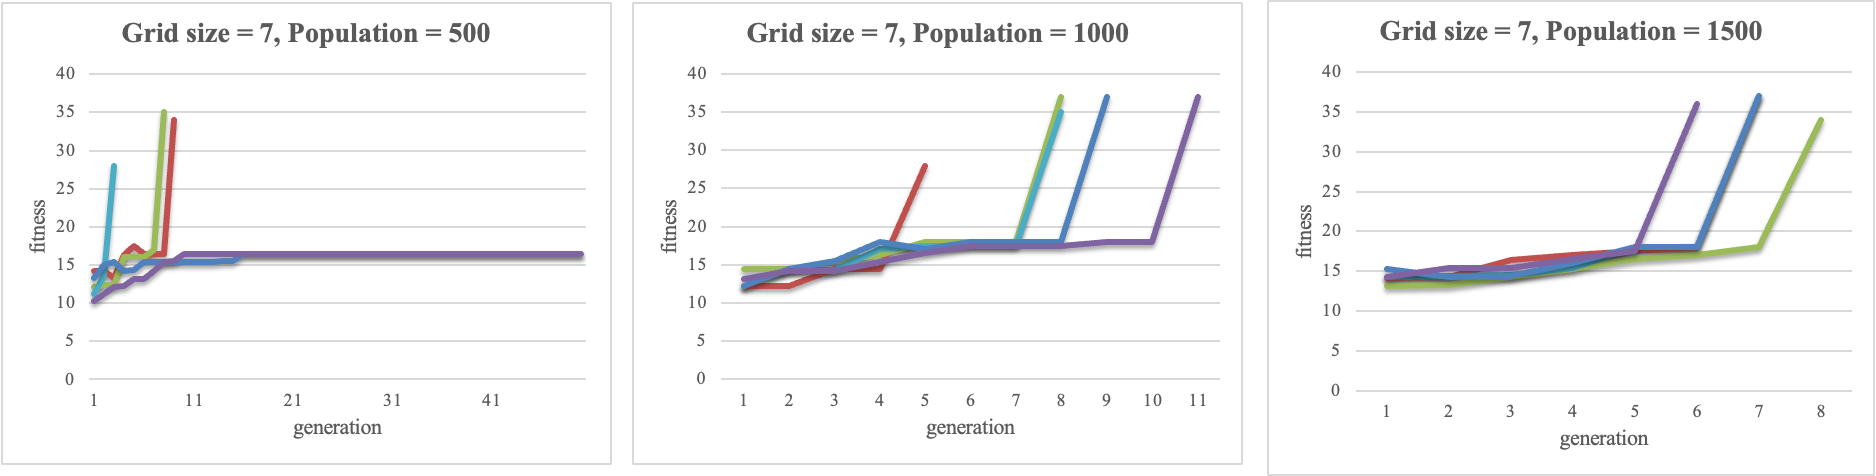 Grid size = 7, Population = 500
40
35
30
25
20
15
10
5
0
fitness
1 11 21 31 41
generation
Grid size = 7, Population = 1000
40
35
30
25
20
15
10
5
0
fitness
1 2 3 4 5 6 7 8 9 10 11
generation
Grid size = 7, Population = 1500
40
35
30
25
20
15
10
5
0
fitness
1 2 3 4 5 6 7 8
generation